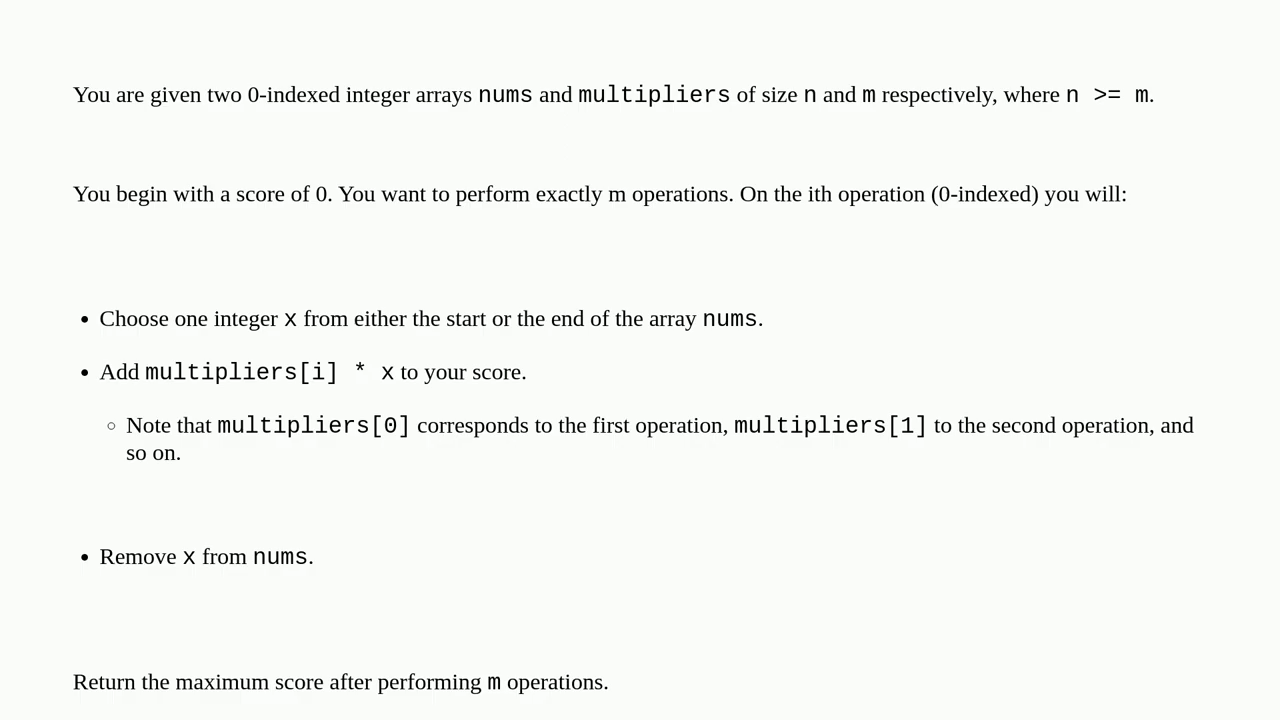 You are given two 0-indexed integer arrays nums and multipliers of size n and m respectively, where n >= m.
You begin with a score of 0. You want to perform exactly m operations. On the ith operation (0-indexed) you will:
• Choose one integer x from either the start or the end of the array nums.
• Add multipliers[i] * x to your score.
◦ Note that multipliers[0] corresponds to the first operation, multipliers[1] to the second operation, and
so on.
• Remove x from nums.
Return the maximum score after performing m operations.